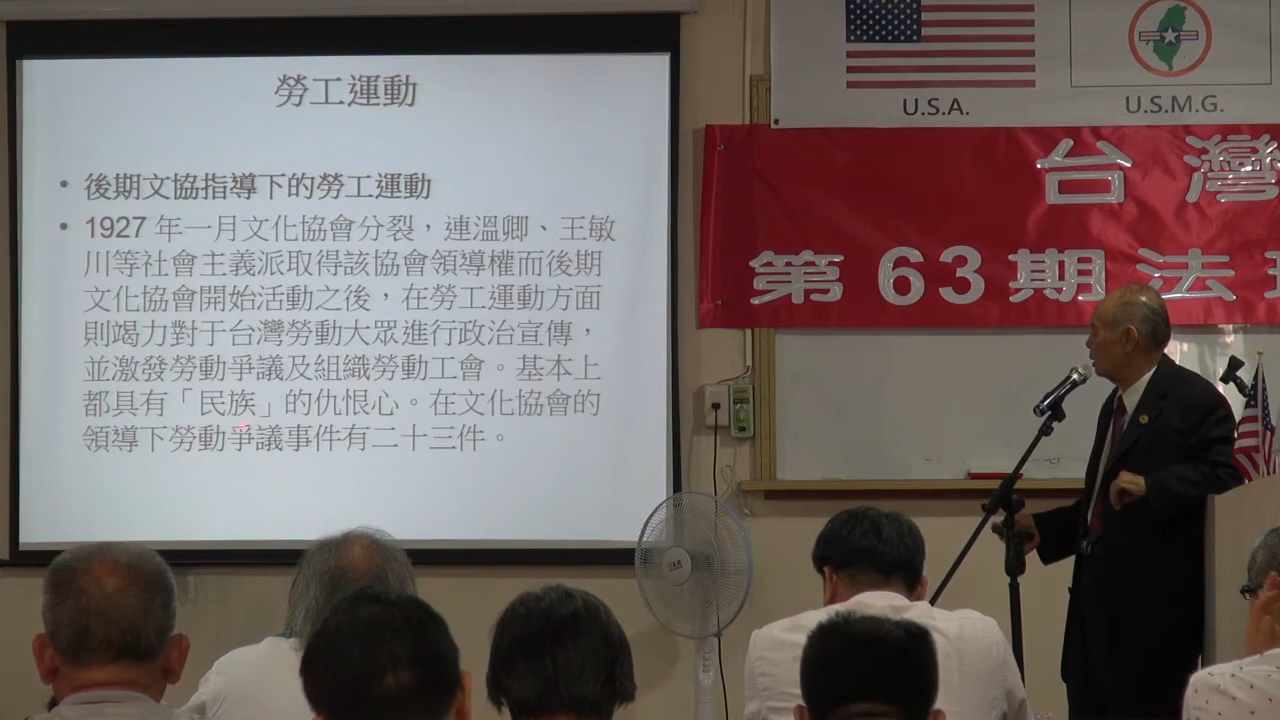 勞工運動
• 後期文協指導下的勞工運動
• 1927 年一月文化協會分裂，連溫卿、王敏
川等社會主義派取得該協會領導權而後期
文化協會開始活動之後，在勞工運動方面
則竭力對于台灣勞動大眾進行政治宣傳，
並激發勞動爭議及組織勞動工會。基本上
都具有「民族」的仇恨心。在文化協會的
領導下勞動爭議事件有二十三件。
U.S.A.
U.S.M.G.
台灣
第63期法